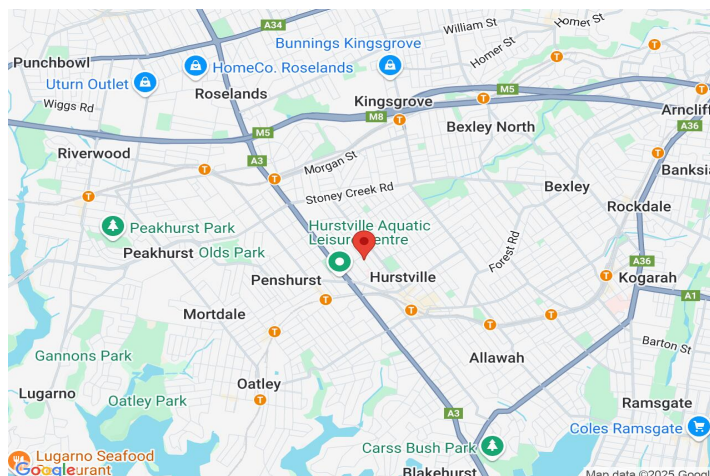 A34
William St
Homer St
Bunnings Kingsgrove
Homer St
Punchbowl
HomeCo. Roselands
Uturn Outlet
Roselands
Wiggs Rd
Kingsgrove
M5
Arncliff
M8
Bexley North
A36
M5
Riverwood
A3
Morgan St
Banksia
Stoney Creek Rd
Bexley
Rockdale
Peakhurst Park
Hurstville Aquatic
Leisure Centre
Peakhurst
Olds Park
Forest Rd
A36
Penshurst
Hurstville
Kogarah
A1
Mortdale
Barton St
Gannons Park
Allawah
Oatley
Lugarno
Oatley Park
Ramsgate
A3
Coles Ramsgate
Carss Bush Park
Lugarno Seafood
Google
urant
Blakehurst
Map data ©2025 Google